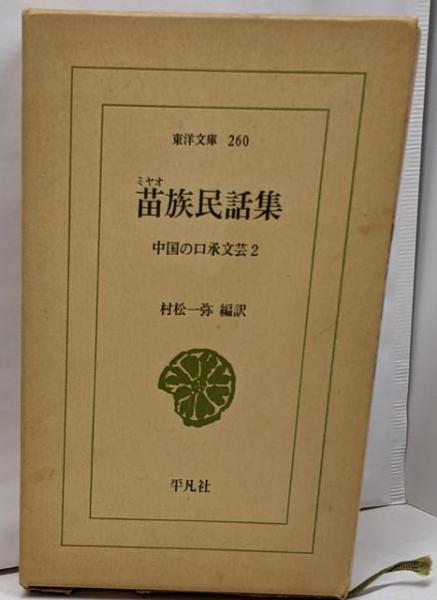 東洋文庫 260
ミヤオ
苗族民話集
中国の口承文芸2
村松一弥 編訳
平凡社